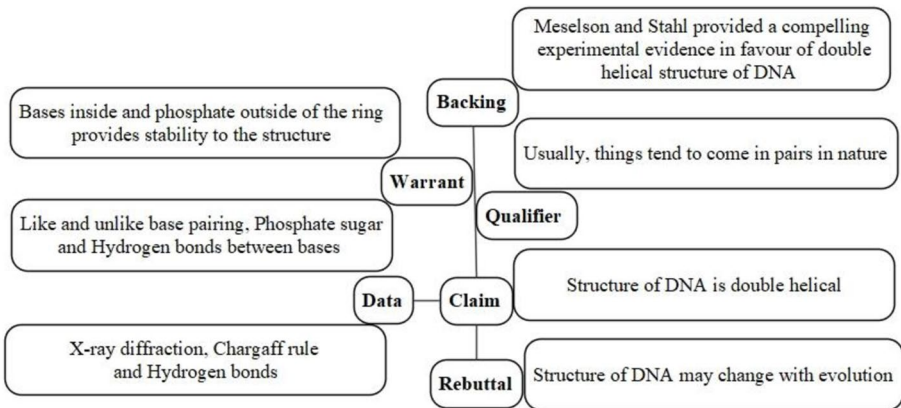 Meselson and Stahl provided a compelling
experimental evidence in favour of double
helical structure of DNA
Backing
Bases inside and phosphate outside of the ring
provides stability to the structure
Usually, things tend to come in pairs in nature
Warrant
Qualifier
Like and unlike base pairing, Phosphate sugar
and Hydrogen bonds between bases
Structure of DNA is double helical
Data
Claim
X-ray diffraction, Chargaff rule
and Hydrogen bonds
Rebuttal
Structure of DNA may change with evolution